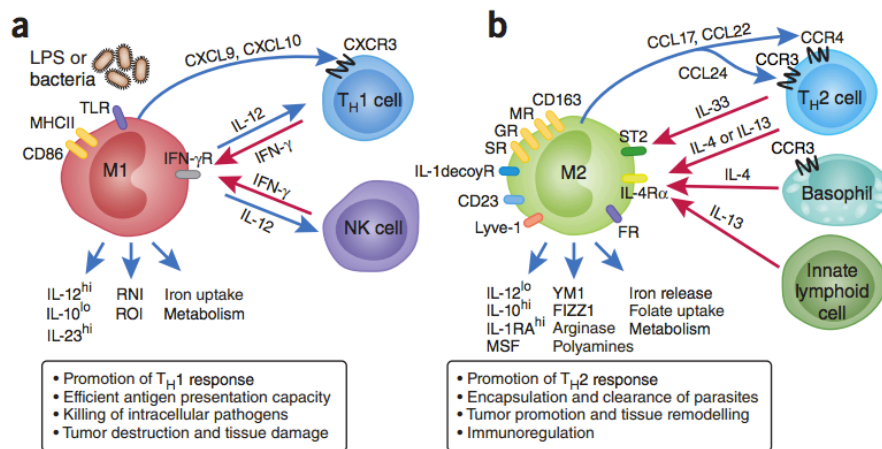 a
LPS or
bacteria
TLR
MHCII
CD86
M1
IFN-γR
CXCL9, CXCL10
CXCR3
TH1 cell
IL-12
IFN-γ
IFN-γ
IL-12
NK cell
IL-12hi
IL-10lo
IL-23hi
RNI
ROI
Iron uptake
Metabolism
• Promotion of TH1 response
• Efficient antigen presentation capacity
• Killing of intracellular pathogens
• Tumor destruction and tissue damage
b
CCL17, CCL22
CCR4
CCL24
CCR3
TH2 cell
CD163
MR
GR
SR
IL-1decoyR
CD23
Lyve-1
M2
ST2
IL-4Rα
FR
IL-33
IL-4 or IL-13
CCR3
IL-4
Basophil
IL-13
Innate
lymphoid
cell
IL-12lo
IL-10hi
IL-1RAhi
MSF
YM1
FIZZ1
Arginase
Polyamines
Iron release
Folate uptake
Metabolism
• Promotion of TH2 response
• Encapsulation and clearance of parasites
• Tumor promotion and tissue remodelling
• Immunoregulation